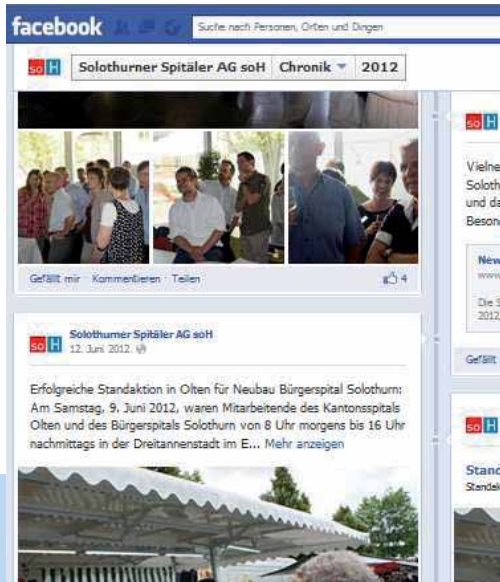 facebook
Suche nach Personen, Orten und Dingen
so H
Solothurner Spitäler AG soH Chronik 2012
Gefällt mir · Kommentieren · Teilen
4
so H
Solothurner Spitäler AG soH
12. Juni 2012
Erfolgreiche Standaktion in Olten für Neubau Bürgerspital Solothurn:
Am Samstag, 9. Juni 2012, waren Mitarbeitende des Kantonsspitals
Olten und des Bürgerspitals Solothurn von 8 Uhr morgens bis 16 Uhr
nachmittags in der Dreitannenstadt im E... Mehr anzeigen
so H
Vielne
Soloth
und da
Beson
New
www
Die S
2012
Gefällt
so H
Stand
Standak